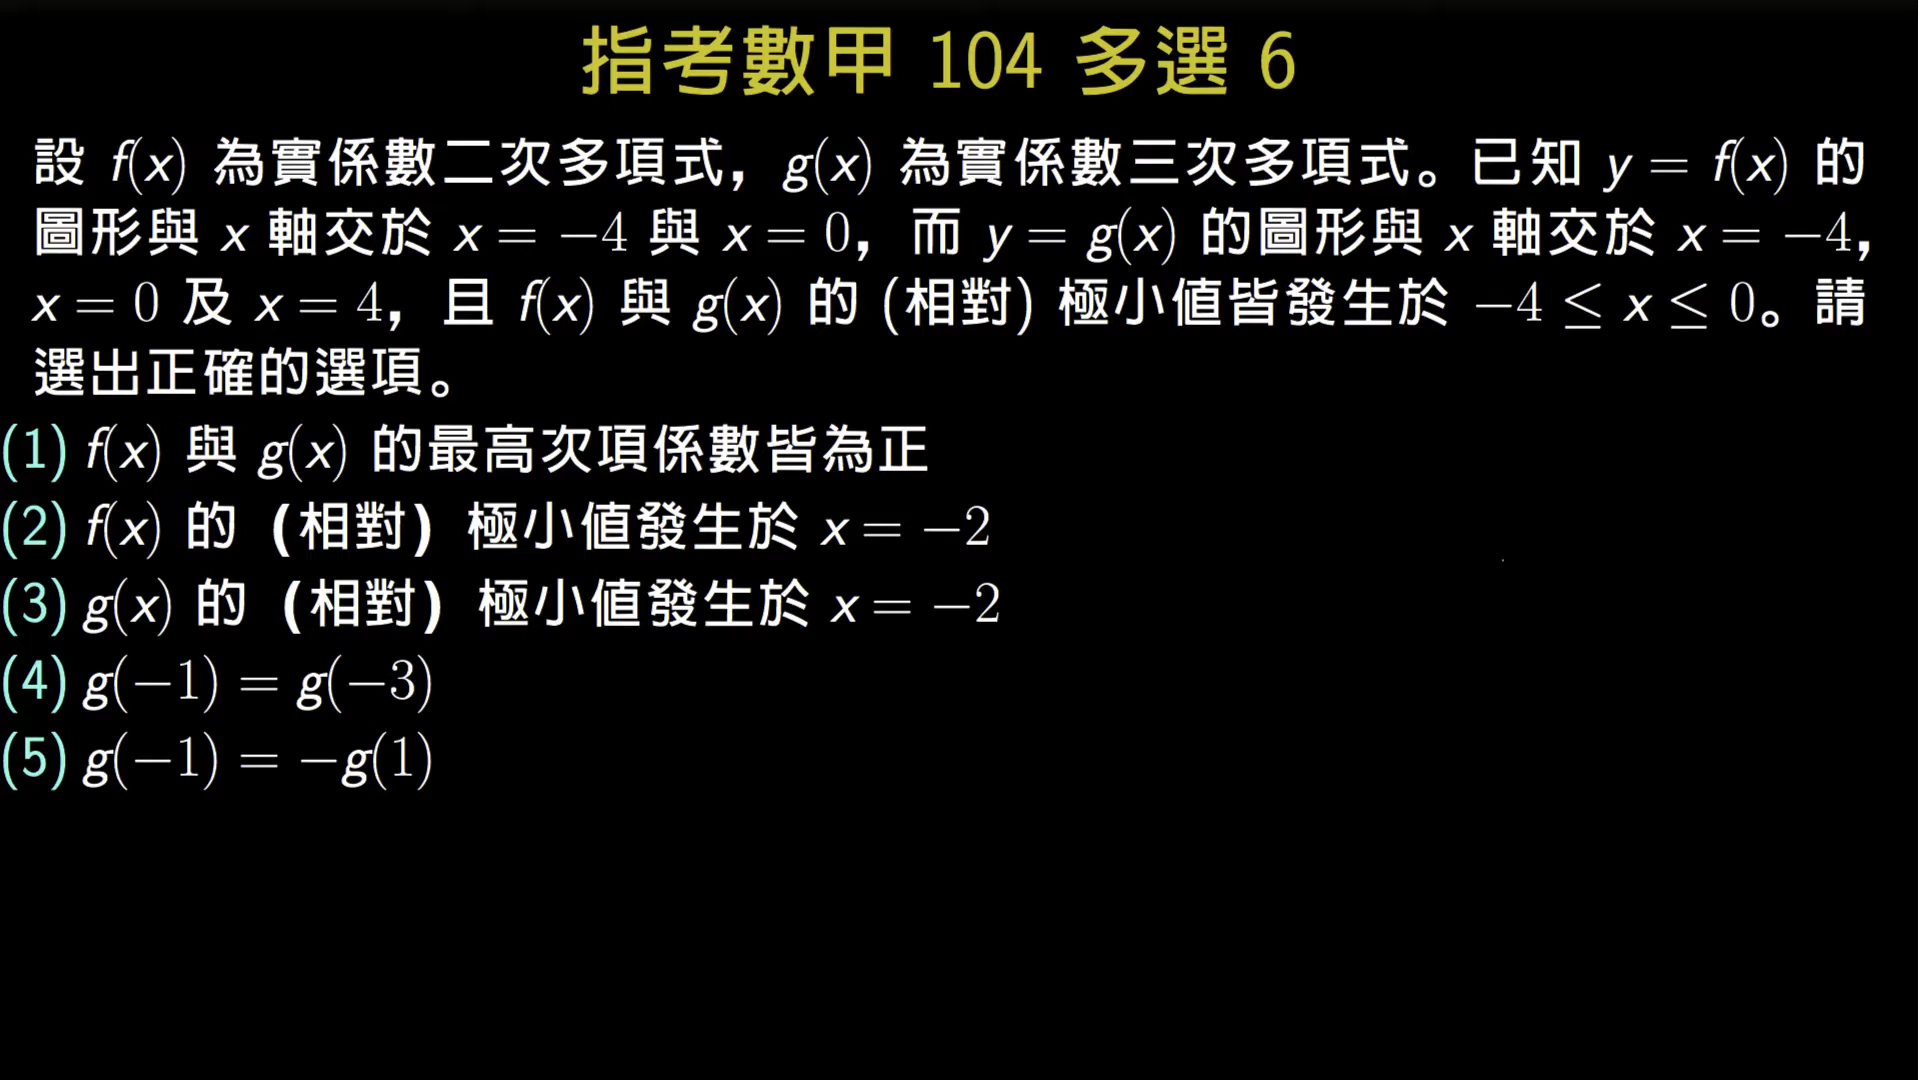 指考數甲 104 多選 6
設 f(x) 為實係數二次多項式，g(x) 為實係數三次多項式。已知 y = f(x) 的
圖形與 x 軸交於 x = −4 與 x = 0，而 y = g(x) 的圖形與 x 軸交於 x = −4，
x = 0 及 x = 4，且 f(x) 與 g(x) 的 (相對) 極小值皆發生於 −4 ≤ x ≤ 0。請
選出正確的選項。
(1) f(x) 與 g(x) 的最高次項係數皆為正
(2) f(x) 的（相對）極小值發生於 x = −2
(3) g(x) 的（相對）極小值發生於 x = −2
(4) g(−1) = g(−3)
(5) g(−1) = −g(1)